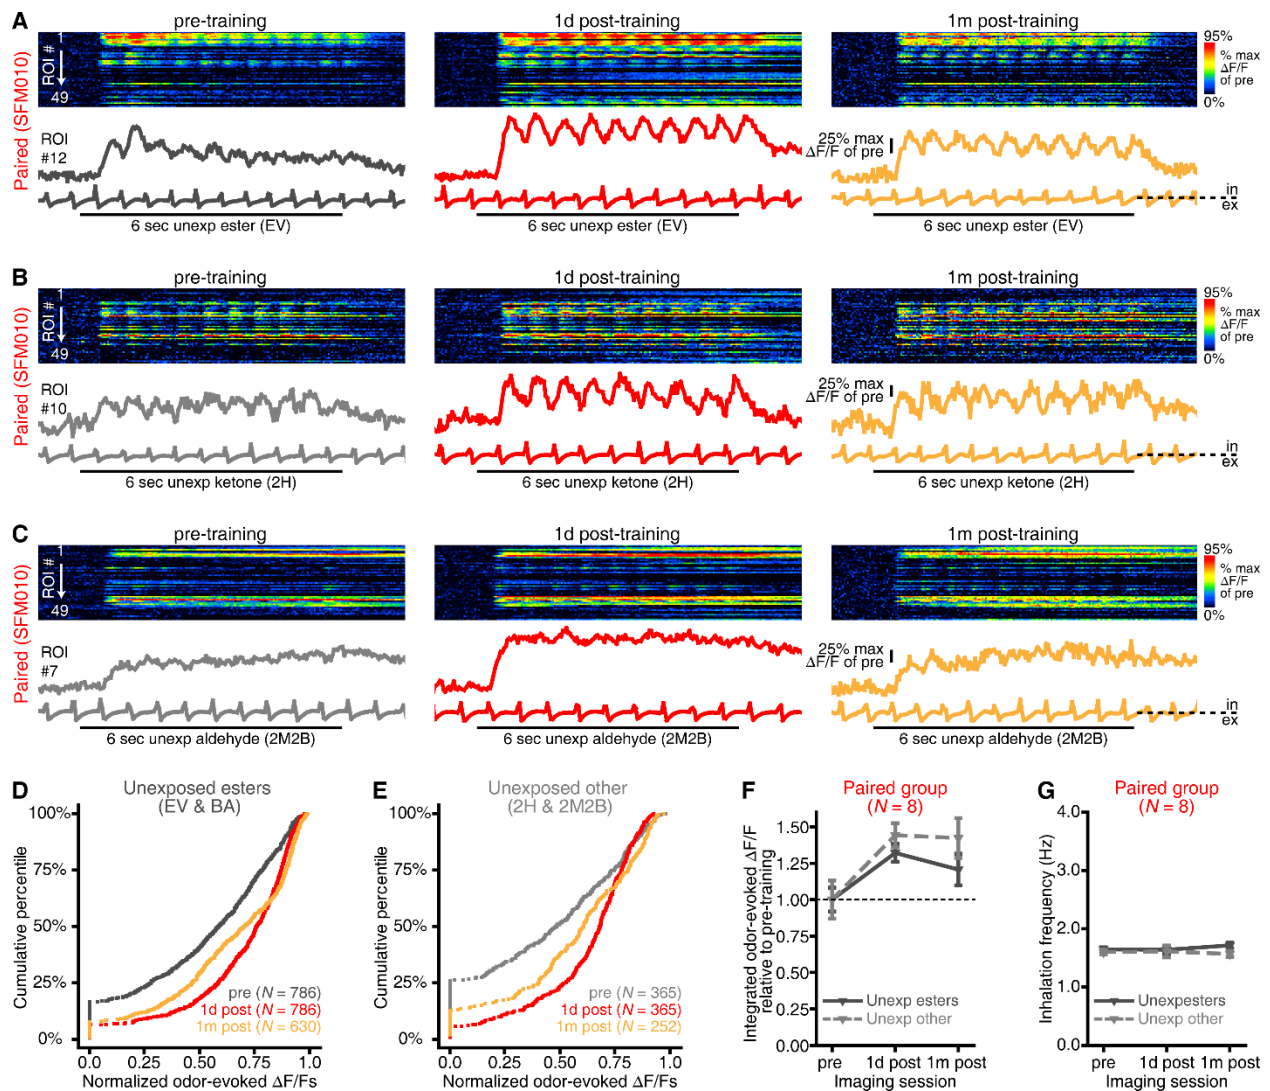 A
pre-training
1d post-training
1m post-training
Paired (SFM010)
ROI #
1
49
95%
% max
ΔF/F
of pre
0%
ROI
#12
25% max
ΔF/F of pre
in
ex
6 sec unexp ester (EV)
6 sec unexp ester (EV)
6 sec unexp ester (EV)
B
pre-training
1d post-training
1m post-training
Paired (SFM010)
ROI #
1
49
95%
% max
ΔF/F
of pre
0%
ROI
#10
25% max
ΔF/F of pre
in
ex
6 sec unexp ketone (2H)
6 sec unexp ketone (2H)
6 sec unexp ketone (2H)
C
pre-training
1d post-training
1m post-training
Paired (SFM010)
ROI #
1
49
95%
% max
ΔF/F
of pre
0%
ROI
#7
25% max
ΔF/F of pre
in
ex
6 sec unexp aldehyde (2M2B)
6 sec unexp aldehyde (2M2B)
6 sec unexp aldehyde (2M2B)
D
Unexposed esters
(EV & BA)
Cumulative percentile
100%
75%
50%
25%
0%
pre (N = 786)
1d post (N = 786)
1m post (N = 630)
0.0 0.25 0.50 0.75 1.0
Normalized odor-evoked ΔF/Fs
E
Unexposed other
(2H & 2M2B)
Cumulative percentile
100%
75%
50%
25%
0%
pre (N = 365)
1d post (N = 365)
1m post (N = 252)
0.0 0.25 0.50 0.75 1.0
Normalized odor-evoked ΔF/Fs
F
Paired group
(N = 8)
Integrated odor-evoked ΔF/F
relative to pre-training
1.50
1.25
1.00
0.75
0.50
0.25
0.00
Unexp esters
Unexp other
pre 1d post 1m post
Imaging session
G
Paired group
(N = 8)
Inhalation frequency (Hz)
4.0
3.0
2.0
1.0
0.0
Unexpesters
Unexp other
pre 1d post 1m post
Imaging session